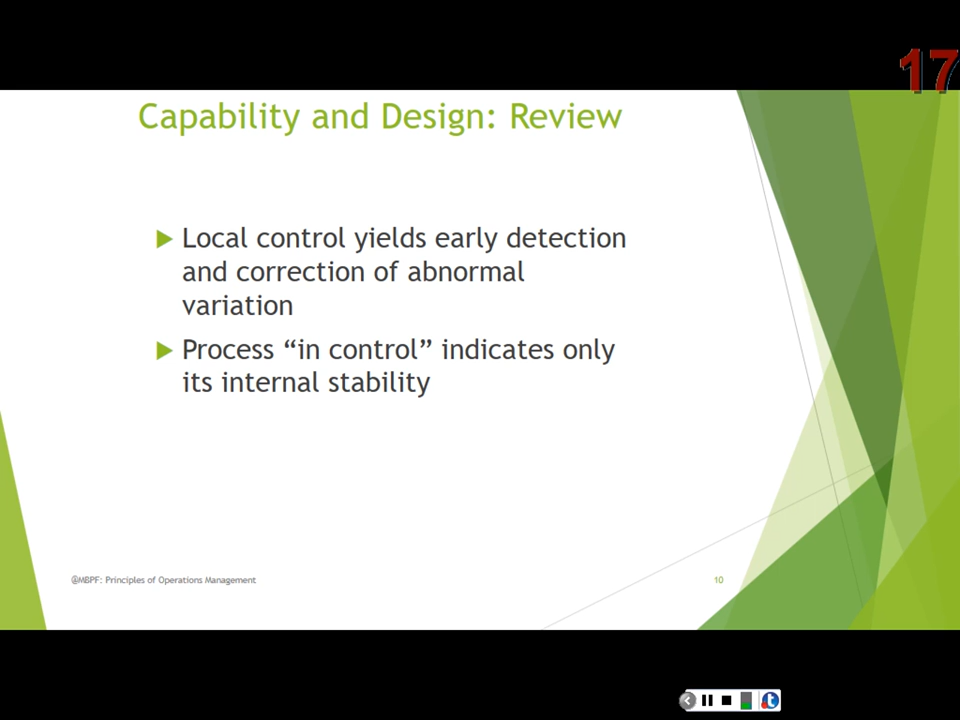 17
Capability and Design: Review
Local control yields early detection
and correction of abnormal
variation
Process “in control” indicates only
its internal stability
@MBPF: Principles of Operations Management
10